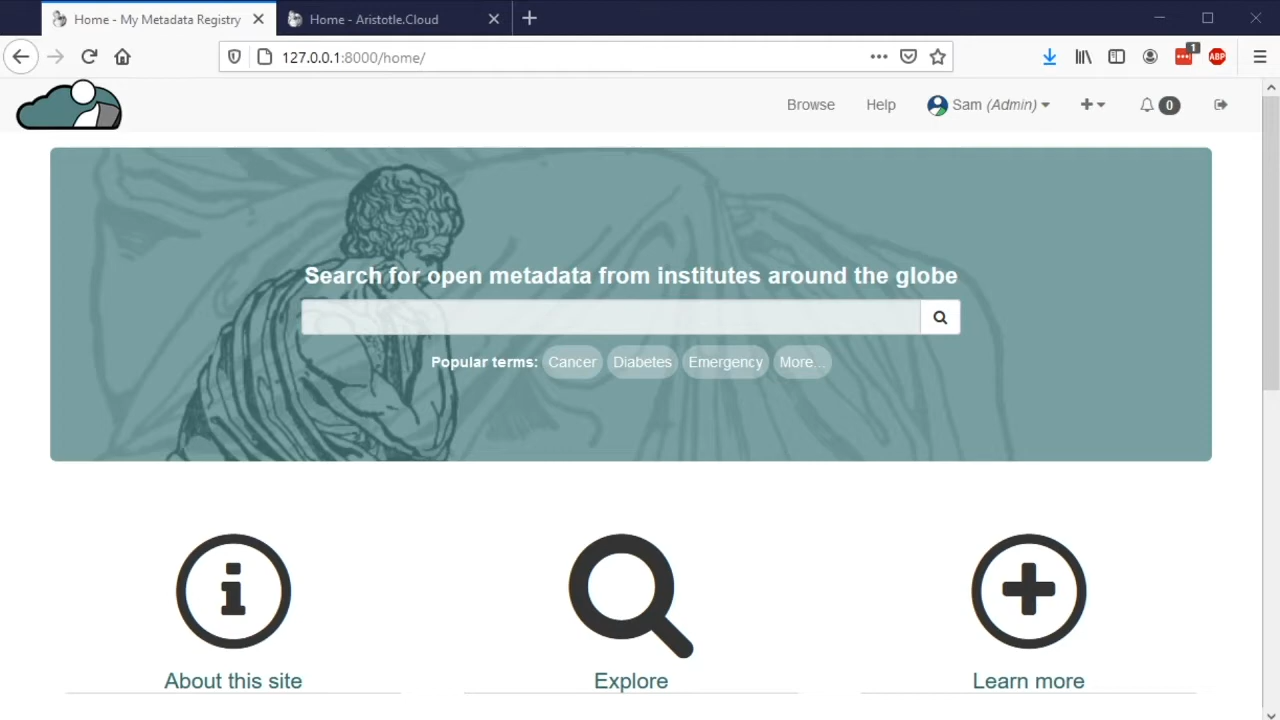 Home - My Metadata Registry
Home - Aristotle.Cloud
127.0.0.1:8000/home/
1
ABP
Browse
Help
Sam (Admin)
0
Search for open metadata from institutes around the globe
Popular terms: Cancer Diabetes Emergency More...
About this site
Explore
Learn more